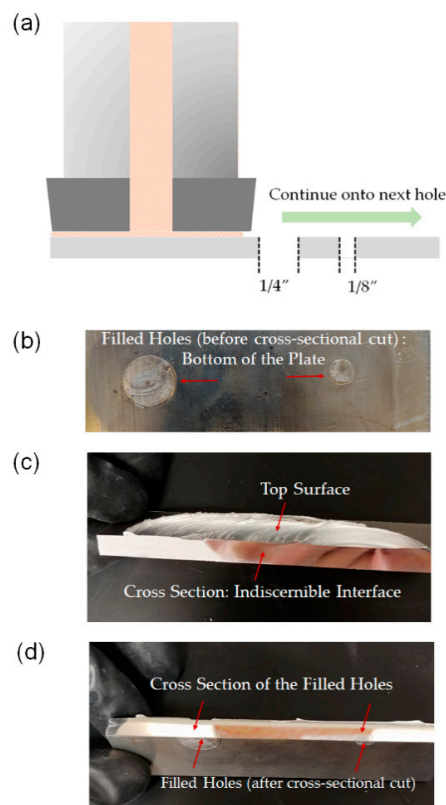 (a)
Continue onto next hole
1/4″
1/8″
(b)
Filled Holes (before cross-sectional cut):
Bottom of the Plate
(c)
Top Surface
Cross Section: Indiscernible Interface
(d)
Cross Section of the Filled Holes
Filled Holes (after cross-sectional cut)